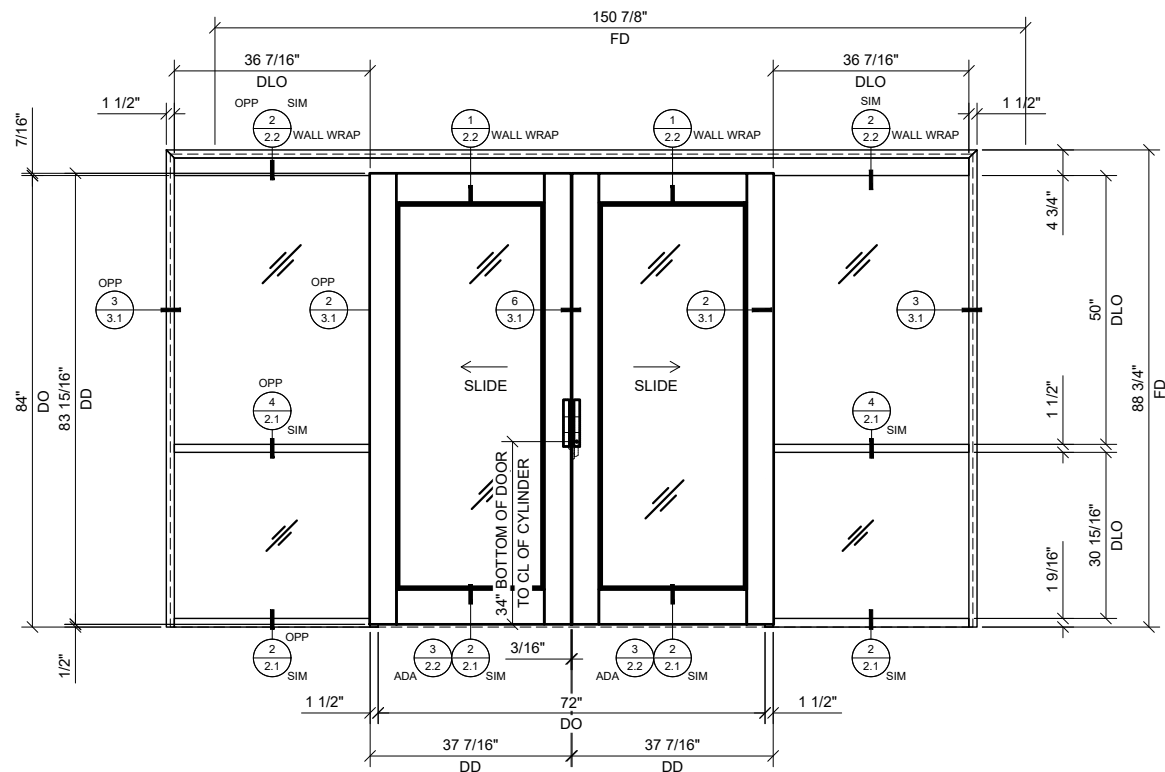 150 7/8"
FD
36 7/16"
DLO
36 7/16"
DLO
1 1/2"
OPP SIM
2
2.2
WALL WRAP
1
2.2
WALL WRAP
1
2.2
WALL WRAP
SIM
2
2.2
WALL WRAP
1 1/2"
7/16"
84"
DO
83 15/16"
DD
1/2"
OPP
3
3.1
OPP
2
3.1
6
3.1
2
3.1
3
3.1
SLIDE
SLIDE
OPP
4
2.1
SIM
4
2.1
SIM
34" BOTTOM OF DOOR
TO CL OF CYLINDER
4 3/4"
50"
DLO
1 1/2"
30 15/16"
DLO
1 9/16"
88 3/4"
FD
OPP
2
2.1
SIM
3
2.2
ADA
2
2.1
SIM
3/16"
3
2.2
ADA
2
2.1
SIM
2
2.1
SIM
1 1/2"
72"
DO
1 1/2"
37 7/16"
DD
37 7/16"
DD